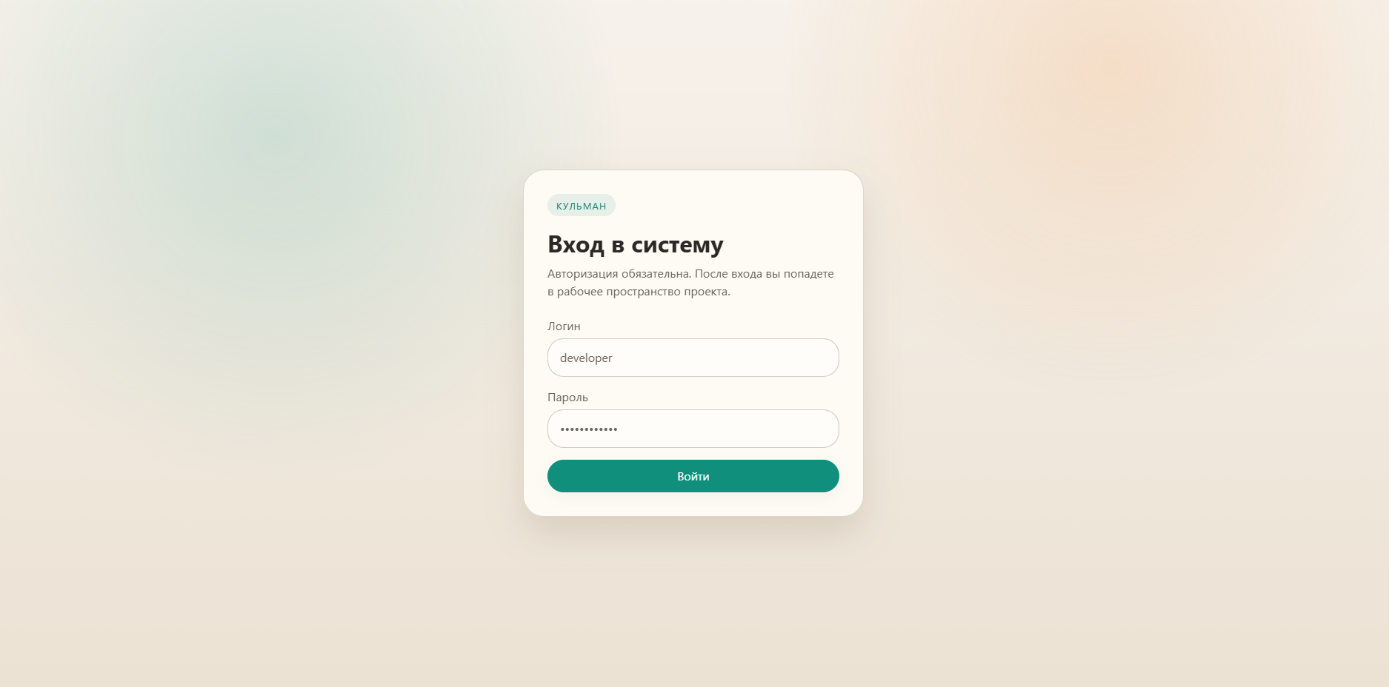 КУЛЬМАН
Вход в систему
Авторизация обязательна. После входа вы попадете
в рабочее пространство проекта.
Логин
developer
Пароль
••••••••••••
Войти